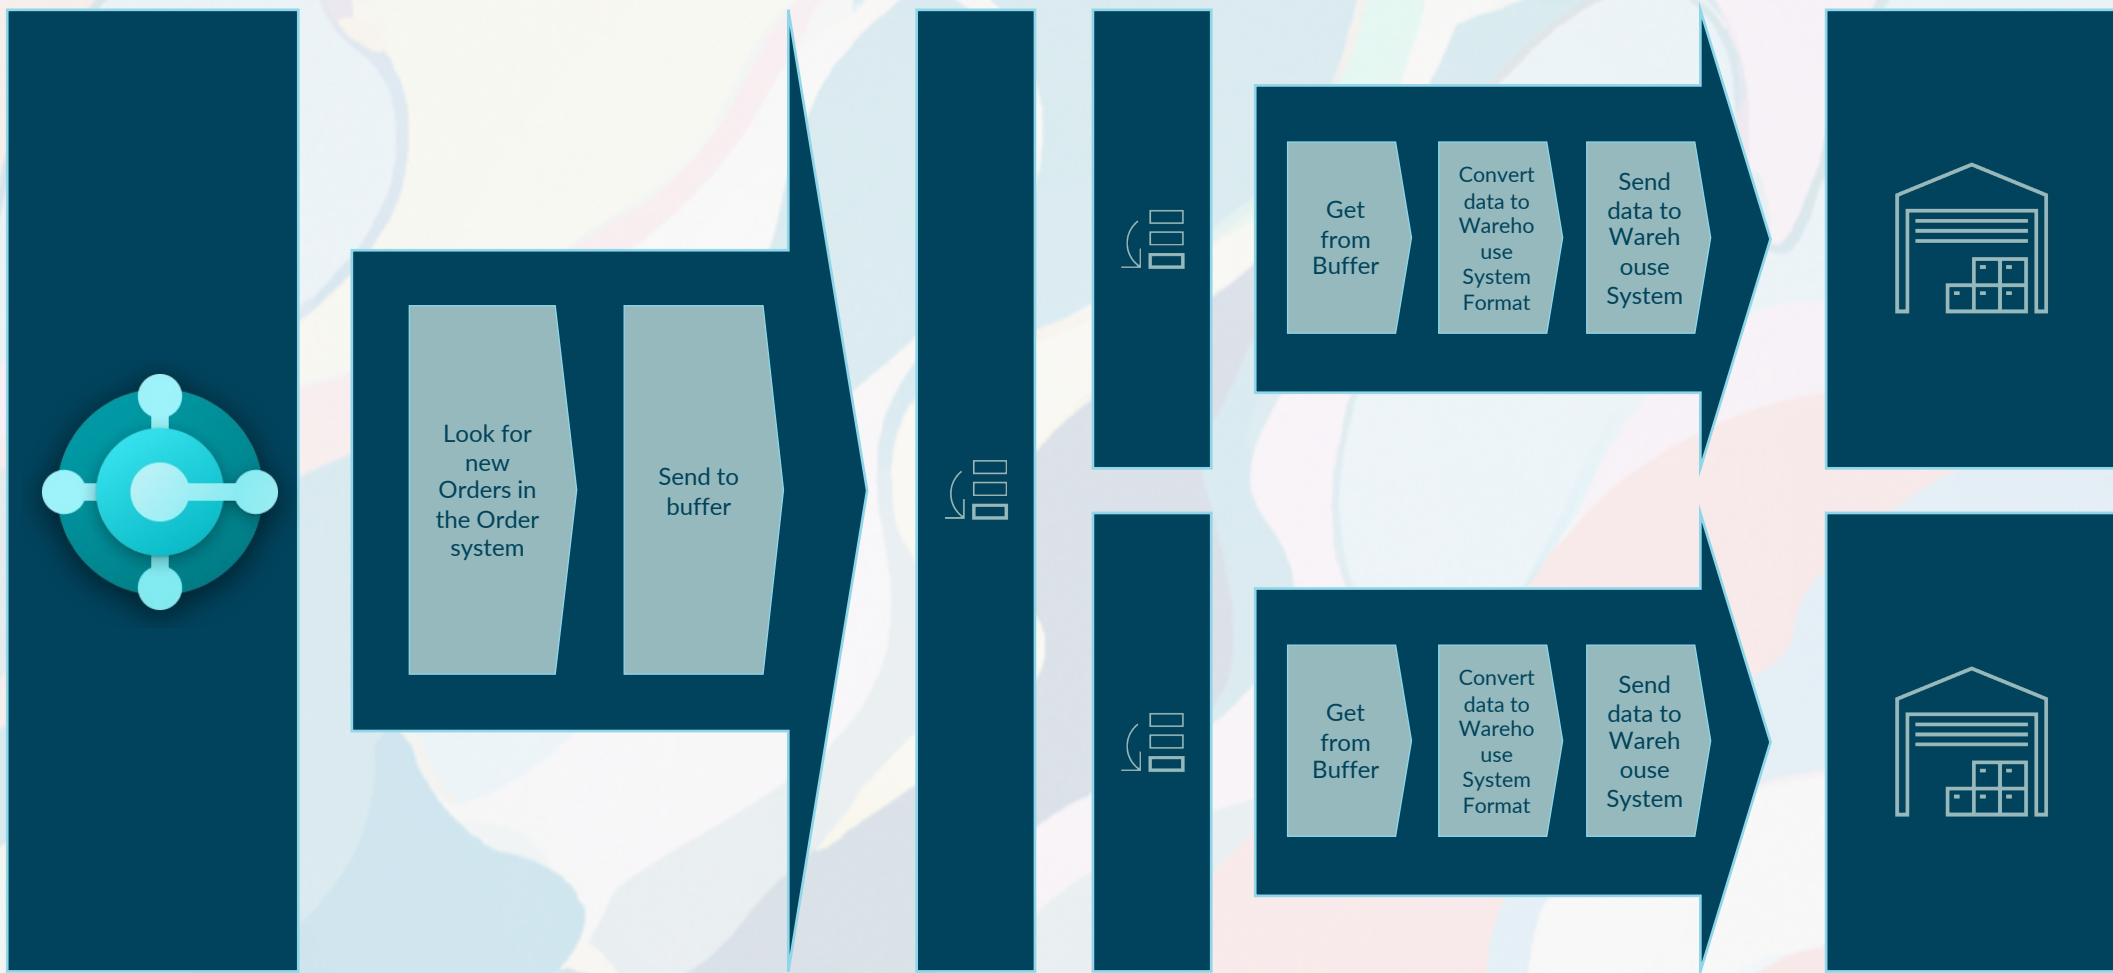 Look for
new
Orders in
the Order
system
Send to
buffer
Get
from
Buffer
Convert
data to
Wareho
use
System
Format
Send
data to
Wareh
ouse
System
Get
from
Buffer
Convert
data to
Wareho
use
System
Format
Send
data to
Wareh
ouse
System